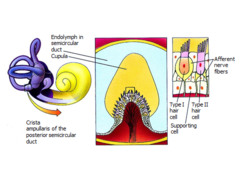 Endolymph in
semicircular
duct
Cupula
Crista
ampullaris of the
posterior semicircular
duct
Afferent
nerve
fibers
Type I
hair
cell
Type II
hair
cell
Supporting
cell